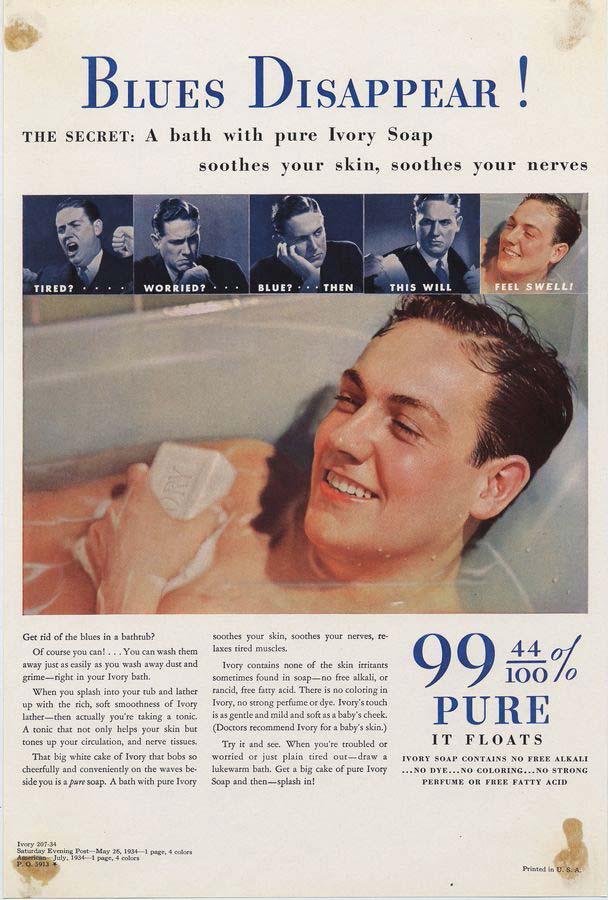 BLUES DISAPPEAR!
THE SECRET: A bath with pure Ivory Soap
soothes your skin, soothes your nerves
TIRED? . . . .
WORRIED? . . .
BLUE? . . . THEN
THIS WILL
FEEL SWELL!
IVORY
Get rid of the blues in a bathtub?
Of course you can! . . . You can wash them
away just as easily as you wash away dust and
grime—right in your Ivory bath.
When you splash into your tub and lather
up with the rich, soft smoothness of Ivory
lather—then actually you're taking a tonic.
A tonic that not only helps your skin but
tones up your circulation, and nerve tissues.
That big white cake of Ivory that bobs so
cheerfully and conveniently on the waves be-
side you is a pure soap. A bath with pure Ivory
soothes your skin, soothes your nerves, re-
laxes tired muscles.
Ivory contains none of the skin irritants
sometimes found in soap—no free alkali, or
rancid, free fatty acid. There is no coloring in
Ivory, no strong perfume or dye. Ivory's touch
is as gentle and mild and soft as a baby's cheek.
(Doctors recommend Ivory for a baby's skin.)
Try it and see. When you're troubled or
worried or just plain tired out—draw a
lukewarm bath. Get a big cake of pure Ivory
Soap and then—splash in!
99 44/100%
PURE
IT FLOATS
IVORY SOAP CONTAINS NO FREE ALKALI
...NO DYE...NO COLORING...NO STRONG
PERFUME OR FREE FATTY ACID
Ivory 207-34
Saturday Evening Post—May 26, 1934—1 page, 4 colors
American—July, 1934—1 page, 4 colors
P. O. 5913 ★
Printed in U. S. A.